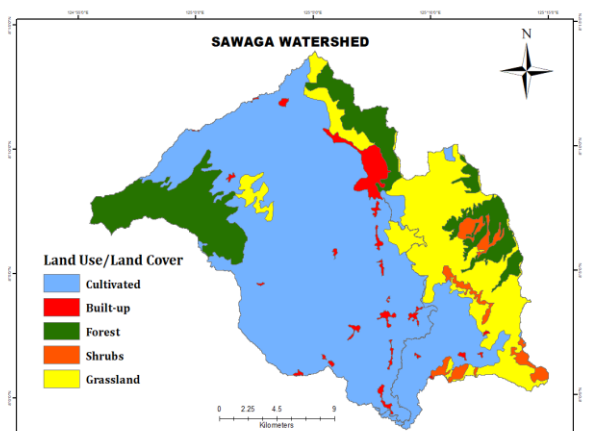 SAWAGA WATERSHED
N
Land Use/Land Cover
Cultivated
Built-up
Forest
Shrubs
Grassland
0 2.25 4.5 9
Kilometers